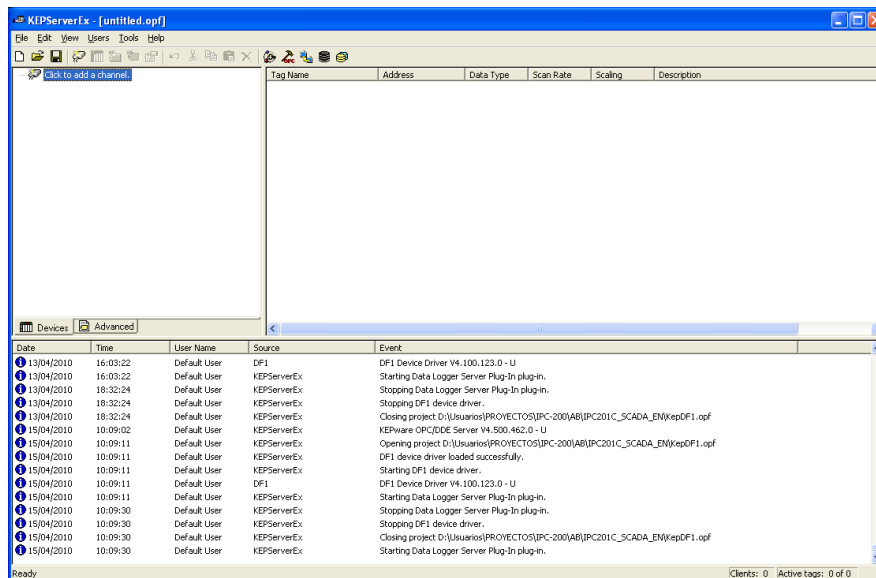 KEPServerEx - [untitled.opf]
File Edit View Users Tools Help
Click to add a channel.
Tag Name Address Data Type Scan Rate Scaling Description
Devices Advanced
Date Time User Name Source Event
13/04/2010 16:03:22 Default User DF1 DF1 Device Driver V4.100.123.0 - U
13/04/2010 16:03:22 Default User KEPServerEx Starting Data Logger Server Plug-In plug-in.
13/04/2010 18:32:24 Default User KEPServerEx Stopping Data Logger Server Plug-In plug-in.
13/04/2010 18:32:24 Default User KEPServerEx Stopping DF1 device driver.
13/04/2010 18:32:24 Default User KEPServerEx Closing project D:\Usuarios\PROYECTOS\IPC-200\AB\IPC201C_SCADA_EN\KepDF1.opf
15/04/2010 10:09:02 Default User KEPServerEx KEPware OPC/DDE Server V4.500.462.0 - U
15/04/2010 10:09:11 Default User KEPServerEx Opening project D:\Usuarios\PROYECTOS\IPC-200\AB\IPC201C_SCADA_EN\KepDF1.opf
15/04/2010 10:09:11 Default User KEPServerEx DF1 device driver loaded successfully.
15/04/2010 10:09:11 Default User KEPServerEx Starting DF1 device driver.
15/04/2010 10:09:11 Default User DF1 DF1 Device Driver V4.100.123.0 - U
15/04/2010 10:09:11 Default User KEPServerEx Starting Data Logger Server Plug-In plug-in.
15/04/2010 10:09:30 Default User KEPServerEx Stopping Data Logger Server Plug-In plug-in.
15/04/2010 10:09:30 Default User KEPServerEx Stopping DF1 device driver.
15/04/2010 10:09:30 Default User KEPServerEx Closing project D:\Usuarios\PROYECTOS\IPC-200\AB\IPC201C_SCADA_EN\KepDF1.opf
15/04/2010 10:09:30 Default User KEPServerEx Starting Data Logger Server Plug-In plug-in.
Ready Clients: 0 Active tags: 0 of 0